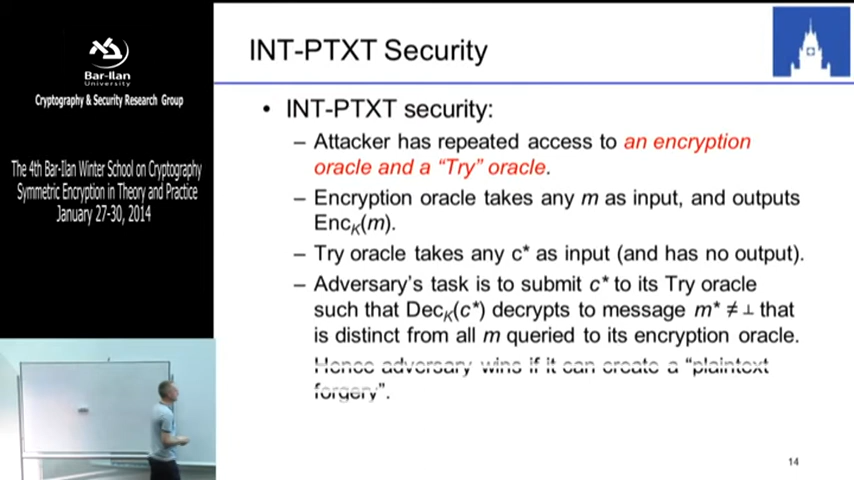 Bar-Ilan
University
Cryptography & Security Research Group
The 4th Bar-Ilan Winter School on Cryptography
Symmetric Encryption in Theory and Practice
January 27-30, 2014
INT-PTXT Security
• INT-PTXT security:
– Attacker has repeated access to an encryption
oracle and a “Try” oracle.
– Encryption oracle takes any m as input, and outputs
EncK(m).
– Try oracle takes any c* as input (and has no output).
– Adversary’s task is to submit c* to its Try oracle
such that DecK(c*) decrypts to message m* ≠ ⊥ that
is distinct from all m queried to its encryption oracle.
Hence adversary wins if it can create a “plaintext
forgery”.
14